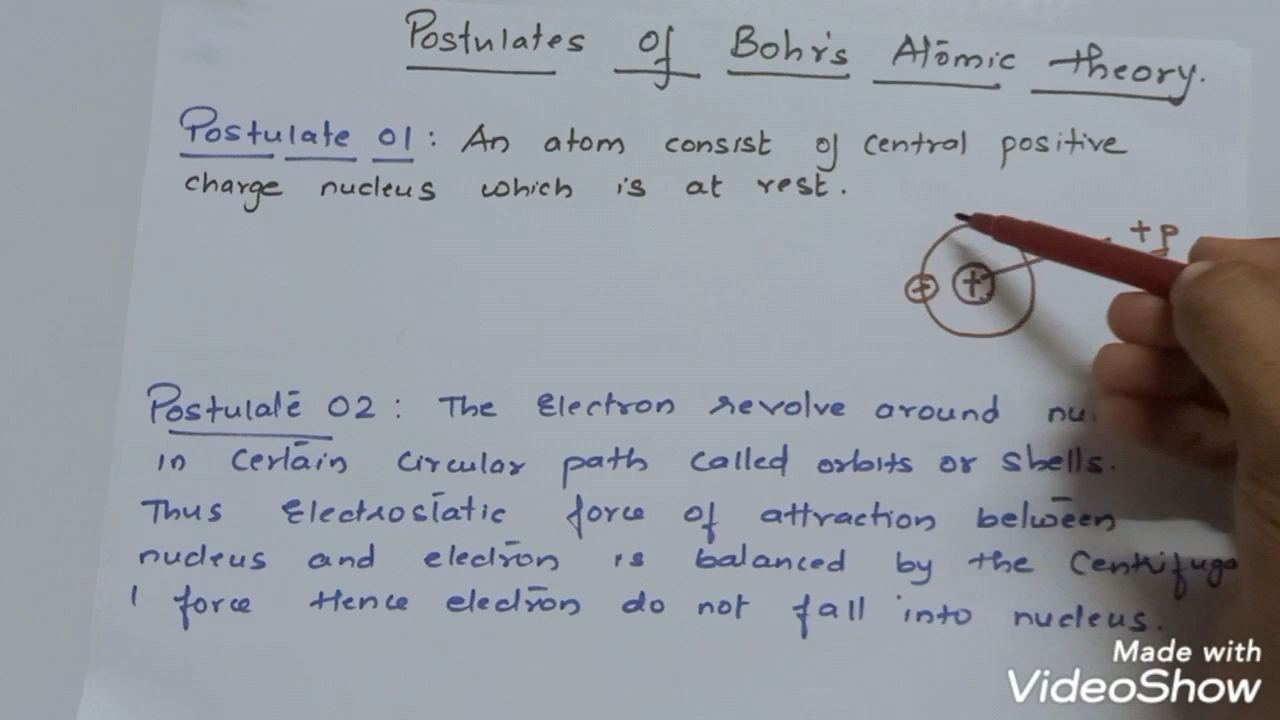 Postulates of Bohr's Atomic theory.
Postulate 01: An atom consist of central positive
charge nucleus which is at rest.
+P
+
+
Postulate 02: The Electron revolve around nu
in certain circular path called orbits or shells.
Thus Electrostatic force of attraction between
nucleus and electron is balanced by the Centrifuga
l force Hence electron do not fall into nucleus.
Made with
VideoShow